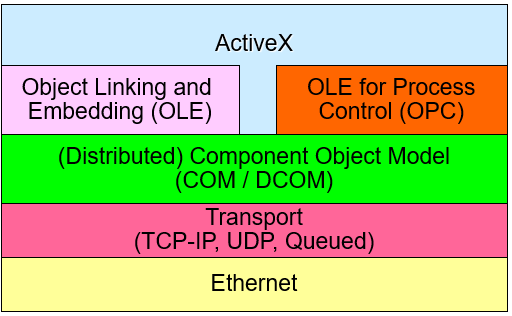 ActiveX
Object Linking and
Embedding (OLE)
OLE for Process
Control (OPC)
(Distributed) Component Object Model
(COM / DCOM)
Transport
(TCP-IP, UDP, Queued)
Ethernet